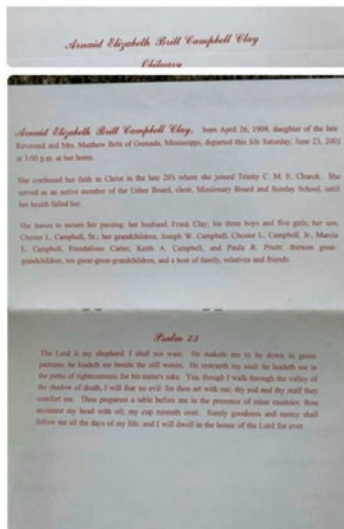 Arnaid Elizabeth Britt Campbell Clay
Obituary
Arnaid Elizabeth Britt Campbell Clay, born April 26, 1909, daughter of the late
Reverend and Mrs. Matthew Britt of Grenada, Mississippi, departed this life Saturday, June 23,
at 3:00 p.m. at her home.
She confessed her faith in Christ in the late 20's where she joined Trinity C. M. E. Church. She
served as an active member of the Usher Board, choir, Missionary Board and Sunday School, until
her health failed her.
She leaves to mourn her passing: her husband, Frank Clay; his three boys and five girls; her son,
Chester L. Campbell, Sr.; her grandchildren, Joseph W. Campbell, Chester L. Campbell, Jr., Marcia
E. Campbell, Carter, Keith A. Campbell, and Paula R. Pruitt; thirteen great-
grandchildren, ten great-great-grandchildren, and a host of family, relatives and friends.
Psalm 23
The Lord is my shepherd; I shall not want. He maketh me to lie down in green
pastures: he leadeth me beside the still waters. He restoreth my soul: he leadeth me in
the paths of righteousness for his name's sake. Yea, though I walk through the valley of
the shadow of death, I will fear no evil: for thou art with me; thy rod and thy staff they
comfort me. Thou preparest a table before me in the presence of mine enemies: thou
anointest my head with oil; my cup runneth over. Surely goodness and mercy shall
follow me all the days of my life: and I will dwell in the house of the Lord for ever.